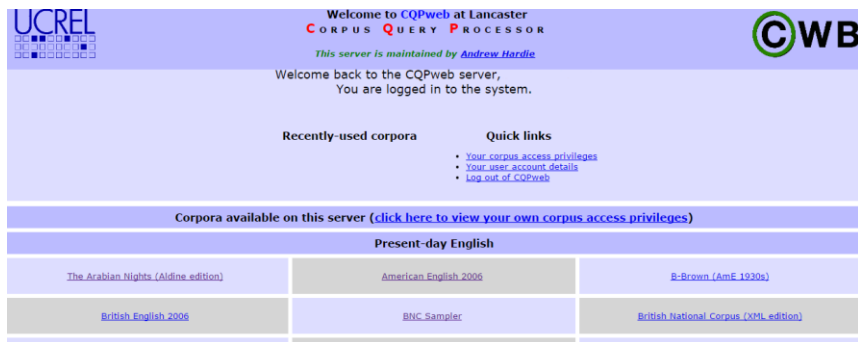 UCREL
Welcome to CQPweb at Lancaster
CORPUS QUERY PROCESSOR
This server is maintained by Andrew Hardie
CWB
Welcome back to the CQPweb server,
You are logged in to the system.
Recently-used corpora
Quick links
• Your corpus access privileges
• Your user account details
• Log out of CQPweb
Corpora available on this server (click here to view your own corpus access privileges)
Present-day English
The Arabian Nights (Aldine edition)
American English 2006
B-Brown (AmE 1930s)
British English 2006
BNC Sampler
British National Corpus (XML edition)